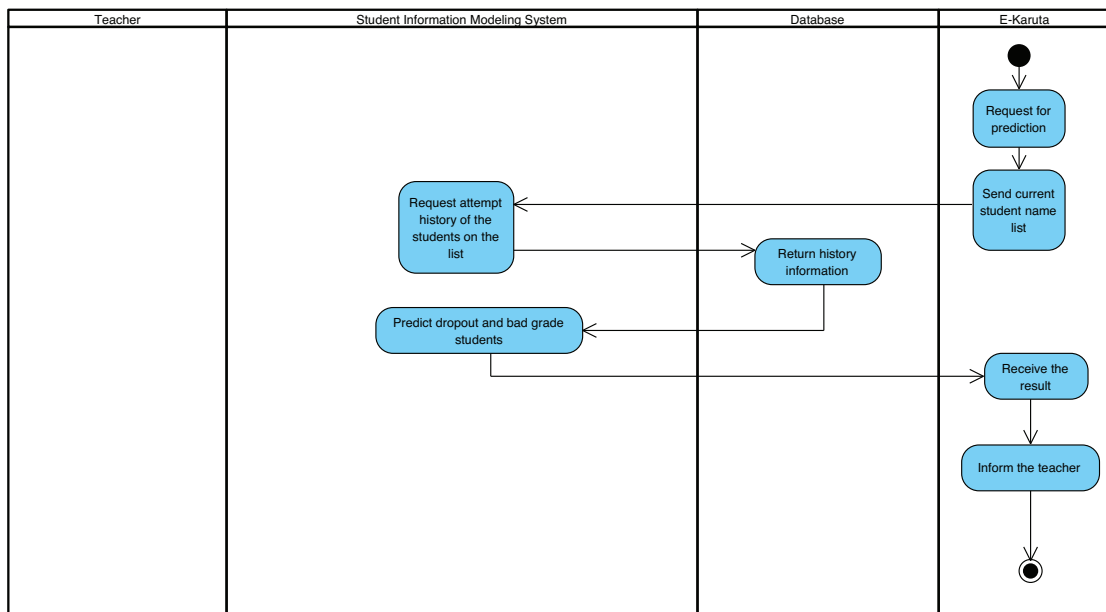 Teacher
Student Information Modeling System
Database
E-Karuta
Request for
prediction
Send current
student name
list
Request attempt
history of the
students on the
list
Return history
information
Predict dropout and bad grade
students
Receive the
result
Inform the teacher